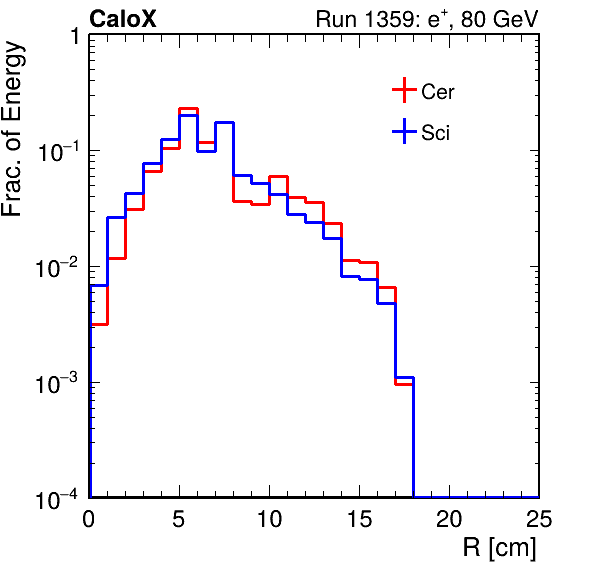 CaloX Run 1359: e⁺, 80 GeV
Frac. of Energy
1
10⁻¹
10⁻²
10⁻³
10⁻⁴
Cer
Sci
0 5 10 15 20 25
R [cm]